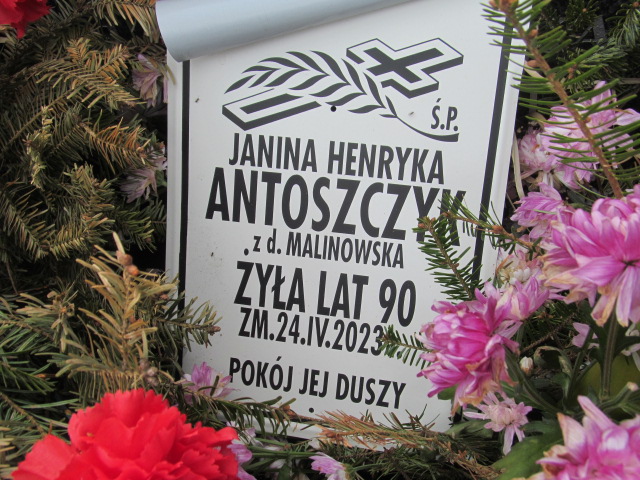 Ś.P.
JANINA HENRYKA
ANTOSZCZYK
z d. MALINOWSKA
ŻYŁA LAT 90
ZM.24.IV.2023
POKÓJ JEJ DUSZY